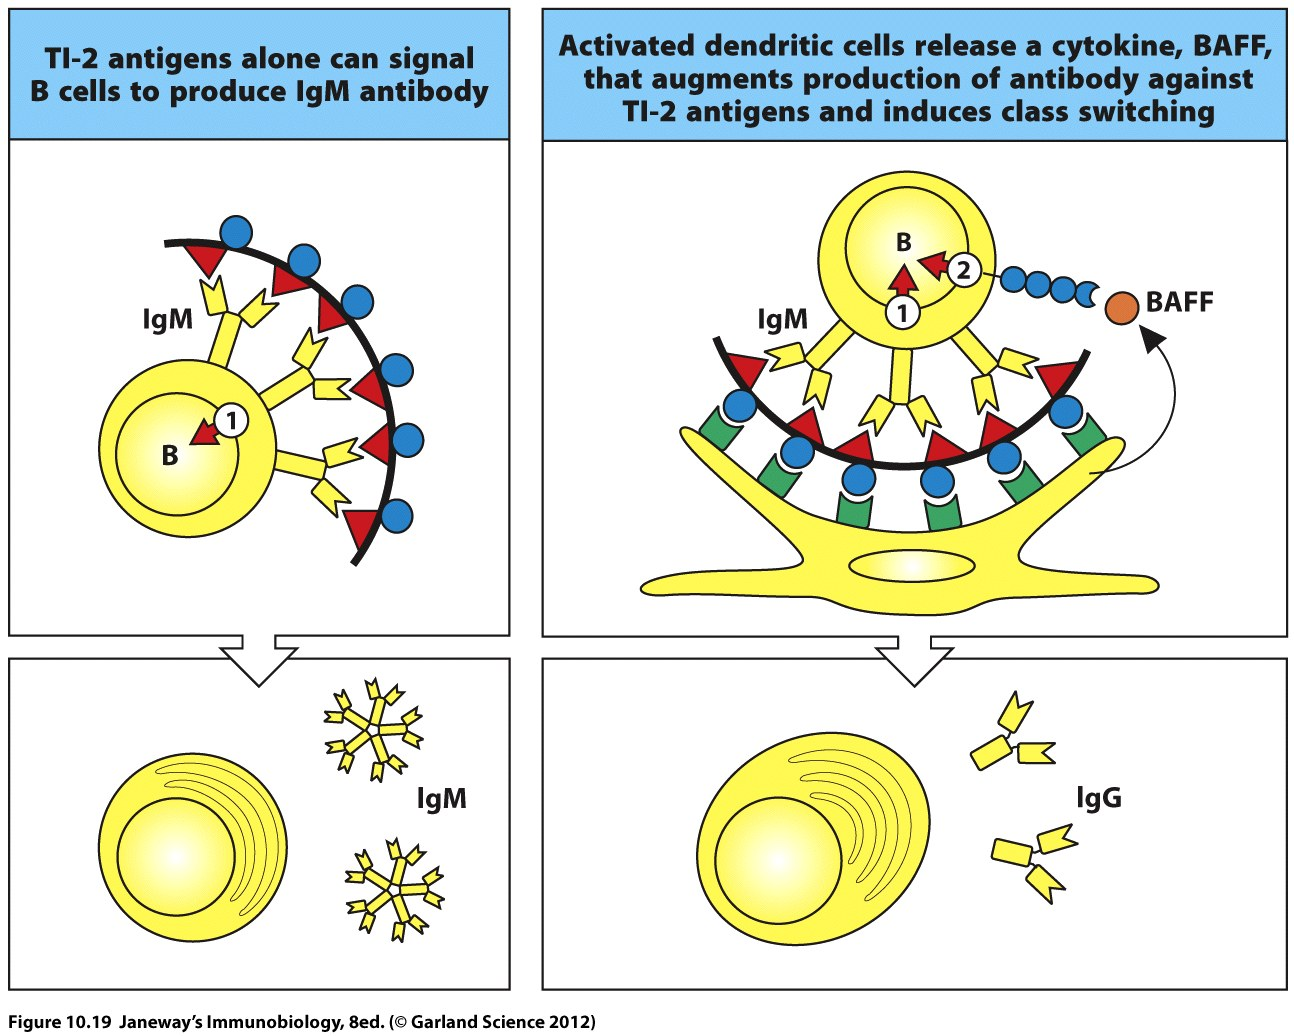 TI-2 antigens alone can signal
B cells to produce IgM antibody
Activated dendritic cells release a cytokine, BAFF,
that augments production of antibody against
TI-2 antigens and induces class switching
IgM
1
B
B
2
1
BAFF
IgM
IgM
IgG
Figure 10.19 Janeway's Immunobiology, 8ed. (© Garland Science 2012)